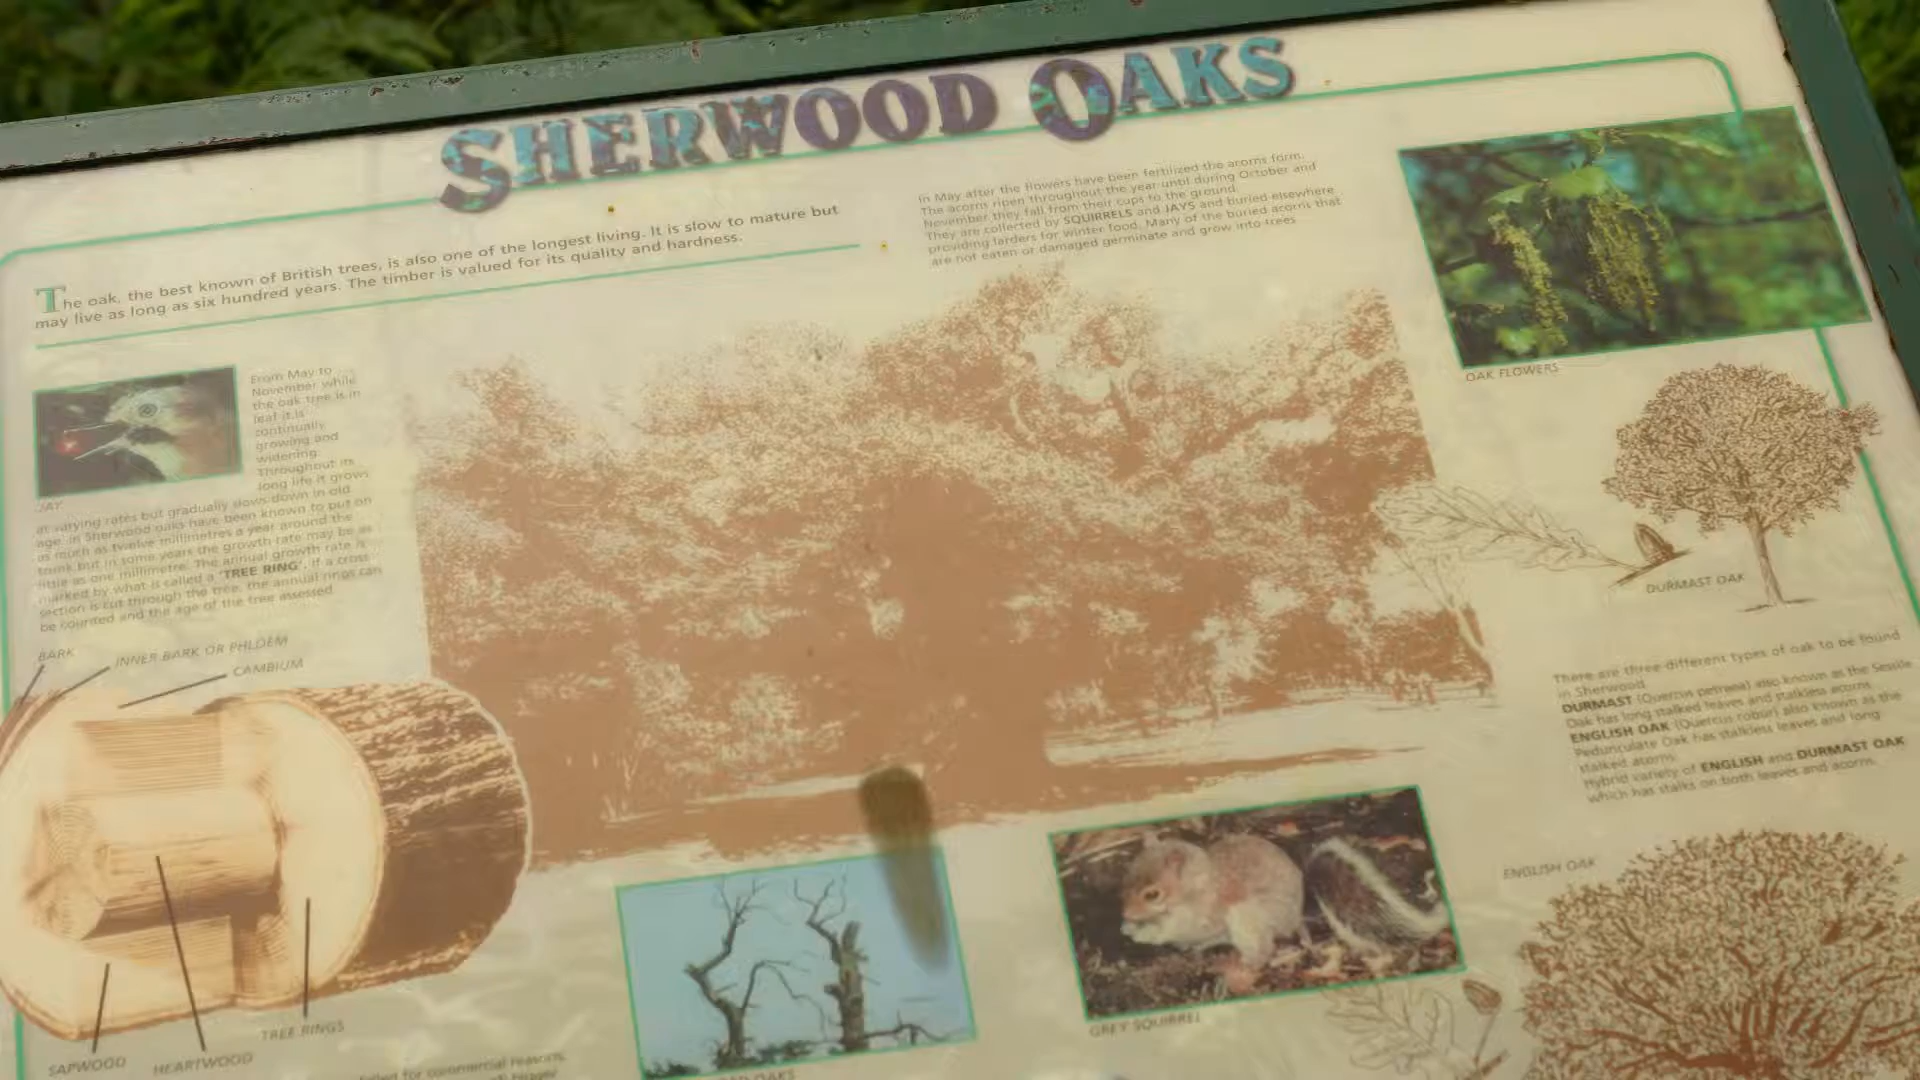 SHERWOOD OAKS
The oak, the best known of British trees, is also one of the longest living. It is slow to mature but
may live as long as six hundred years. The timber is valued for its quality and hardness.
In May after the flowers have been fertilized the acorns form.
The acorns ripen throughout the year until during October and
November they fall from their cups to the ground.
They are collected by SQUIRRELS and JAYS and buried elsewhere
providing larders for winter food. Many of the buried acorns that
are not eaten or damaged germinate and grow into trees.
OAK FLOWERS
From May to
November while
the oak tree is in
leaf it is
continually
growing and
widening.
Throughout its
long life it grows
JAY
at varying rates but gradually slows down in old
age. In Sherwood oaks have been known to put on
as much as twelve millimetres a year around the
trunk but in some years the growth rate may be as
little as one millimetre. The annual growth rate is
marked by what is called a 'TREE RING'. If a cross
section is cut through the tree, the annual rings can
be counted and the age of the tree assessed.
BARK
INNER BARK OR PHLOEM
CAMBIUM
SAPWOOD
HEARTWOOD
TREE RINGS
DURMAST OAK
There are three different types of oak to be found
in Sherwood.
DURMAST (Quercus petraea) also known as the Sessile
Oak has long stalked leaves and stalkless acorns.
ENGLISH OAK (Quercus robur) also known as the
Pedunculate Oak has stalkless leaves and long
stalked acorns.
Hybrid variety of ENGLISH and DURMAST OAK
which has stalks on both leaves and acorns.
ENGLISH OAK
GREY SQUIRREL
felled for commercial reasons.
bigger
OAKS